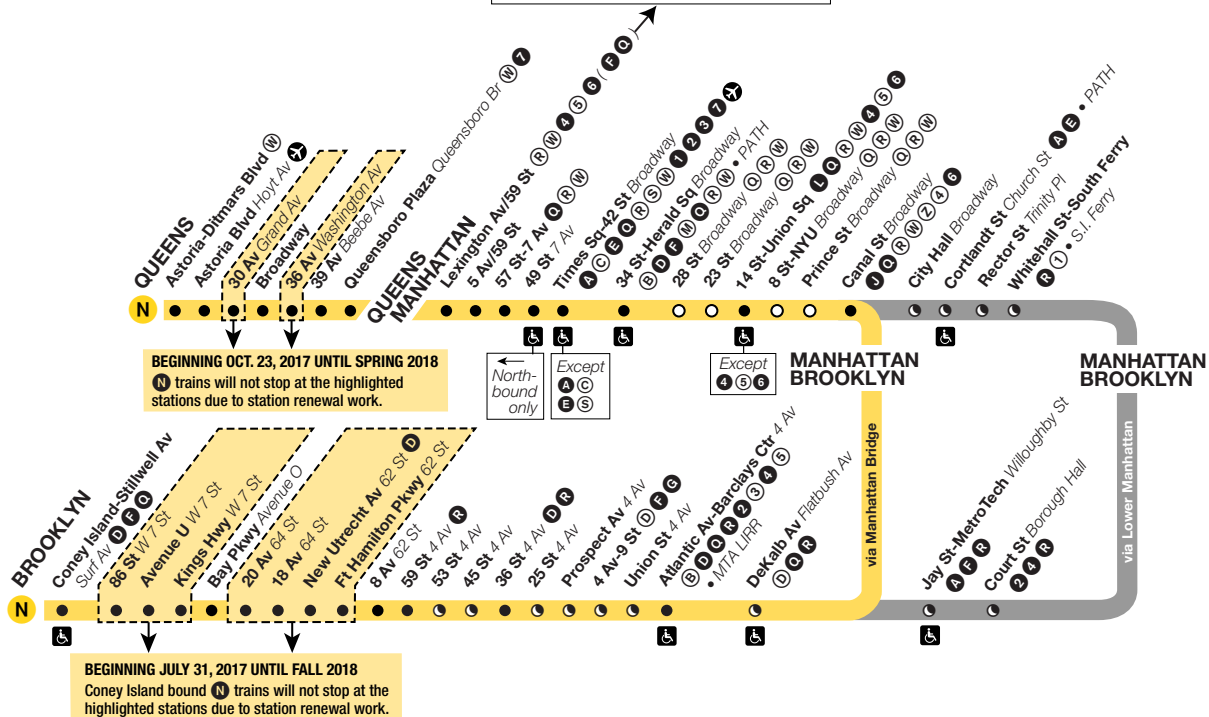 QUEENS
N
Astoria-Ditmars Blvd W
Astoria Blvd Hoyt Av
30 Av Grand Av
Broadway
36 Av Washington Av
39 Av Beebe Av
Queensboro Plaza Queensboro Br W 7
QUEENS
MANHATTAN
Lexington Av/59 St R W 4 5 6 ( F Q )
5 Av/59 St
57 St-7 Av Q R W
49 St 7 Av
Times Sq-42 St Broadway
A C E Q R S W 1 2 3 7
34 St-Herald Sq Broadway
B D F M Q R W • PATH
28 St Broadway Q R W
23 St Broadway Q R W
14 St-Union Sq L Q R W 4 5 6
8 St-NYU Broadway Q R W
Prince St Broadway Q R W
Canal St Broadway
J Q R W Z 4 6
City Hall Broadway
Cortlandt St Church St A E • PATH
Rector St Trinity Pl
Whitehall St-South Ferry
R 1 • S.I. Ferry
BEGINNING OCT. 23, 2017 UNTIL SPRING 2018
N trains will not stop at the highlighted
stations due to station renewal work.
North-
bound
only
Except
A C
E S
Except
4 5 6
MANHATTAN
BROOKLYN
MANHATTAN
BROOKLYN
via Manhattan Bridge
via Lower Manhattan
BROOKLYN
N
Coney Island-Stillwell Av
Surf Av D F Q
86 St W 7 St
Avenue U W 7 St
Kings Hwy W 7 St
Bay Pkwy Avenue O
20 Av 64 St
18 Av 64 St
New Utrecht Av 62 St D
Ft Hamilton Pkwy 62 St
8 Av 62 St
59 St 4 Av R
53 St 4 Av
45 St 4 Av
36 St 4 Av D R
25 St 4 Av
Prospect Av 4 Av
4 Av-9 St D F G
Union St 4 Av
Atlantic Av-Barclays Ctr 4 Av
B D Q R 2 3 4 5
• MTA LIRR
DeKalb Av Flatbush Av
D Q R
Jay St-MetroTech Willoughby St
A F R
Court St Borough Hall
2 4 R
BEGINNING JULY 31, 2017 UNTIL FALL 2018
Coney Island bound N trains will not stop at the
highlighted stations due to station renewal work.